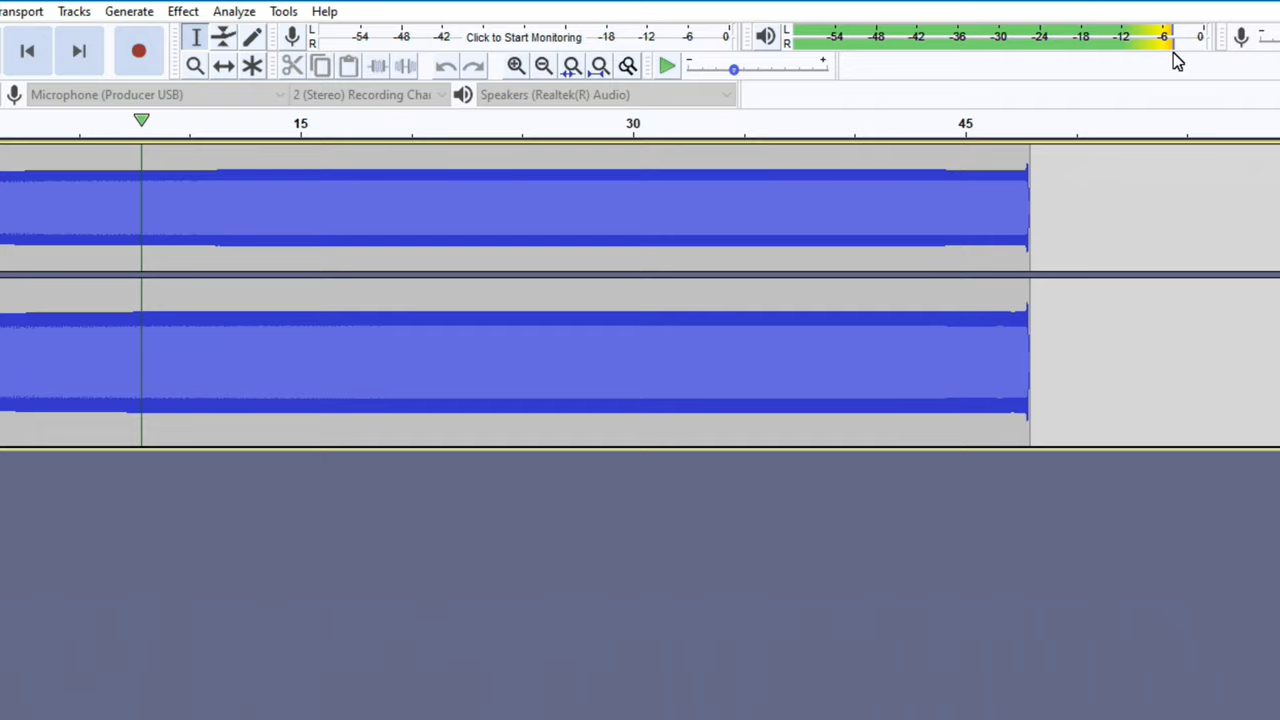 ransport Tracks Generate Effect Analyze Tools Help
L R -54 -48 -42 Click to Start Monitoring -18 -12 -6 0 L R -54 -48 -42 -36 -30 -24 -18 -12 -6 0
- +
Microphone (Producer USB) 2 (Stereo) Recording Chai Speakers (Realtek(R) Audio)
15 30 45